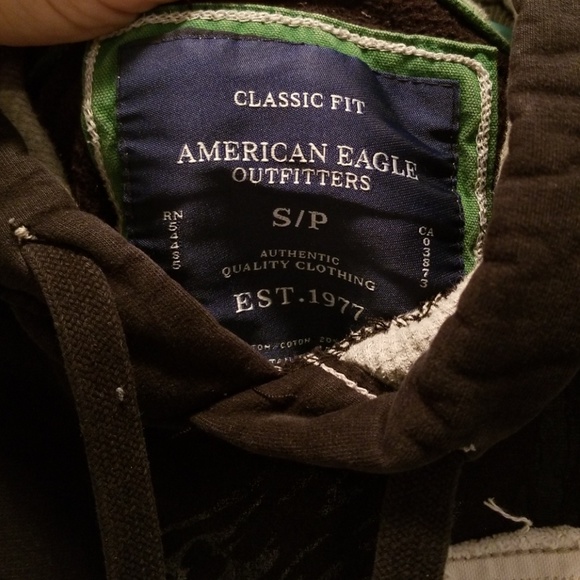 CLASSIC FIT
AMERICAN EAGLE
OUTFITTERS
S/P
RN 54485
CA 03873
AUTHENTIC
QUALITY CLOTHING
EST. 1977